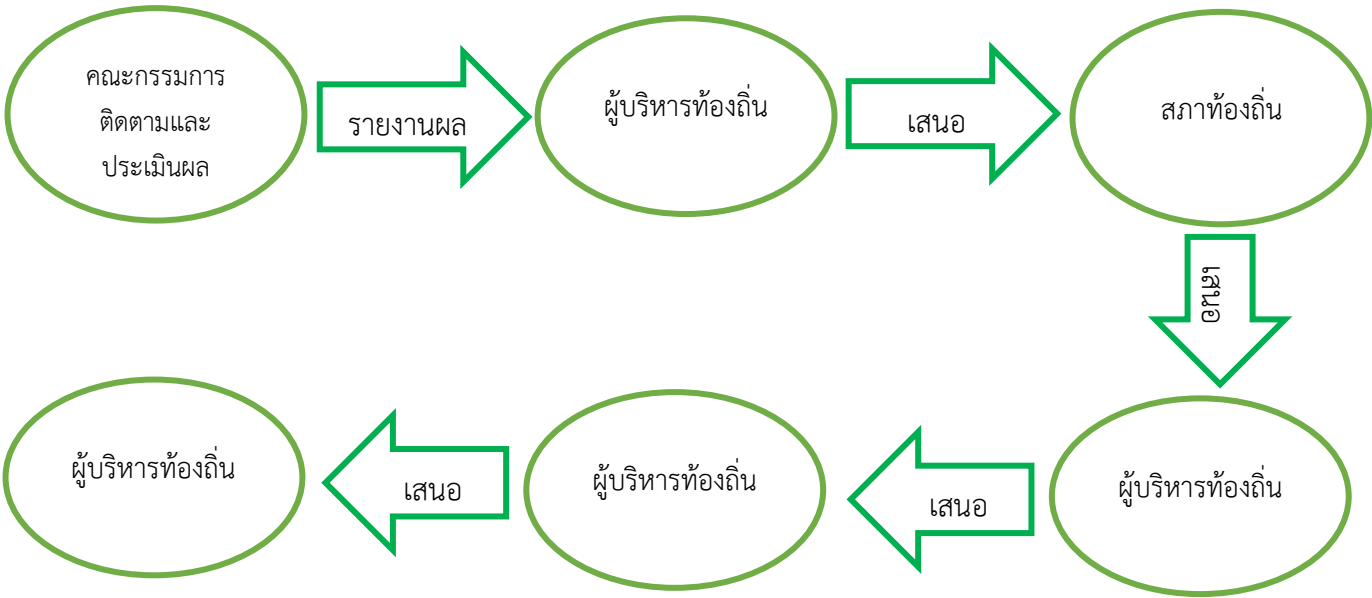 คณะกรรมการ
ติดตามและ
ประเมินผล
รายงานผล
ผู้บริหารท้องถิ่น
เสนอ
สภาท้องถิ่น
เสนอ
ผู้บริหารท้องถิ่น
เสนอ
ผู้บริหารท้องถิ่น
เสนอ
ผู้บริหารท้องถิ่น